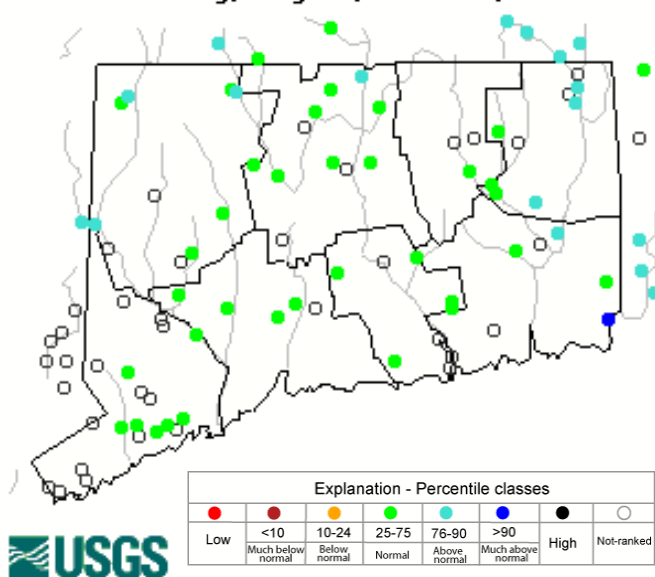 Explanation - Percentile classes
Low
<10
10-24
25-75
76-90
>90
High
Not-ranked
Much below normal
Below normal
Normal
Above normal
Much above normal
USGS